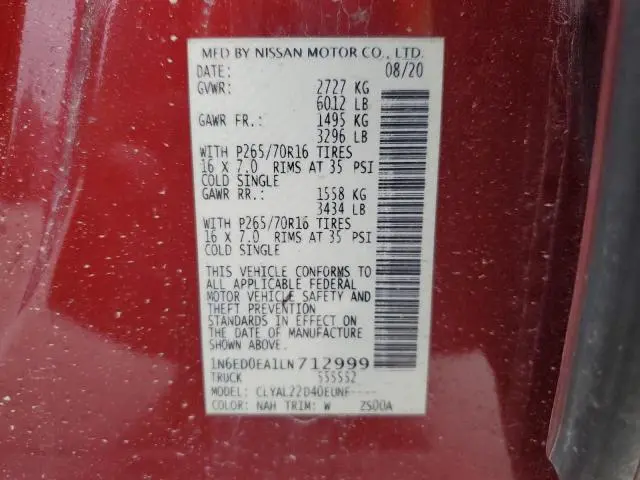 MFD BY NISSAN MOTOR CO., LTD.
DATE: 08/20
GVWR: 2727 KG
6012 LB
GAWR FR.: 1495 KG
3296 LB
WITH P265/70R16 TIRES
16 X 7.0 RIMS AT 35 PSI
COLD SINGLE
GAWR RR.: 1558 KG
3434 LB
WITH P265/70R16 TIRES
16 X 7.0 RIMS AT 35 PSI
COLD SINGLE
THIS VEHICLE CONFORMS TO
ALL APPLICABLE FEDERAL
MOTOR VEHICLE SAFETY AND
THEFT PREVENTION
STANDARDS IN EFFECT ON
THE DATE OF MANUFACTURE
SHOWN ABOVE.
1N6ED0EA1LN712999
TRUCK 555552
MODEL: CLYAL22D40EUNF----
COLOR: NAH TRIM: W 2S00A